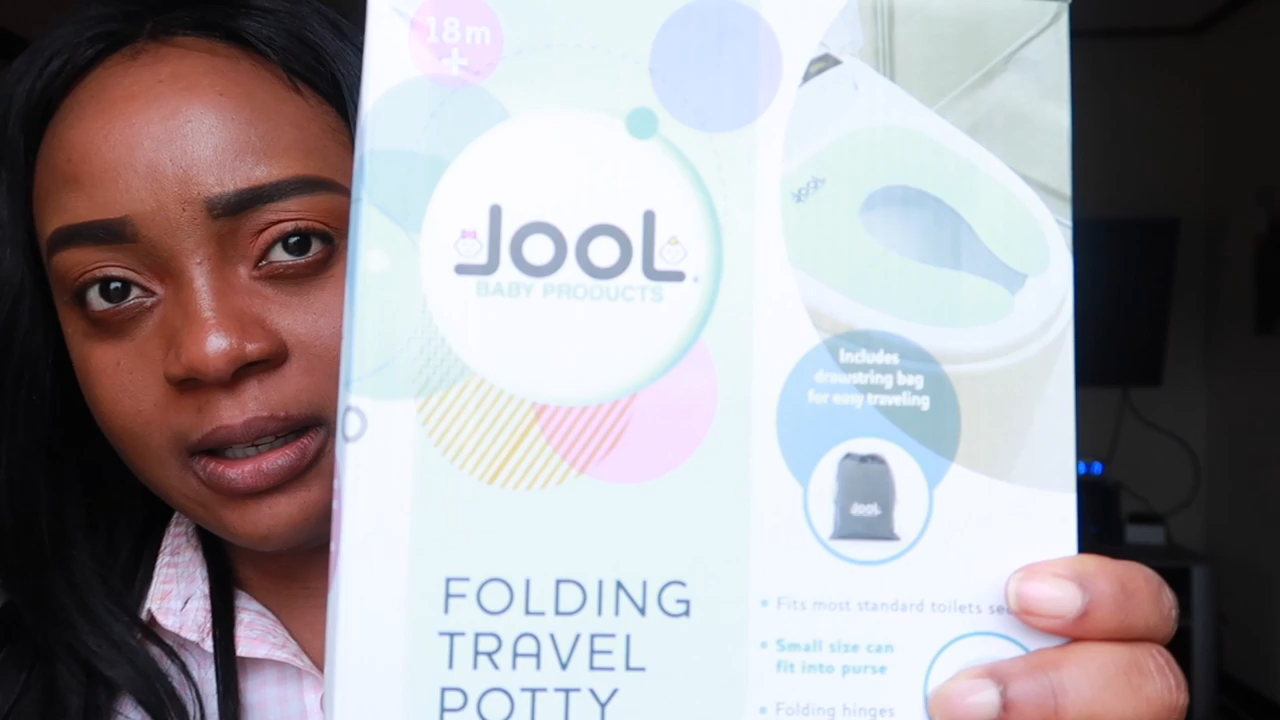 18m
+
JOOL
BABY PRODUCTS
JOOL
Includes
drawstring bag
for easy traveling
JOOL
FOLDING
TRAVEL
POTTY
• Fits most standard toilets
• Small size can
fit into purse
• Folding hinges